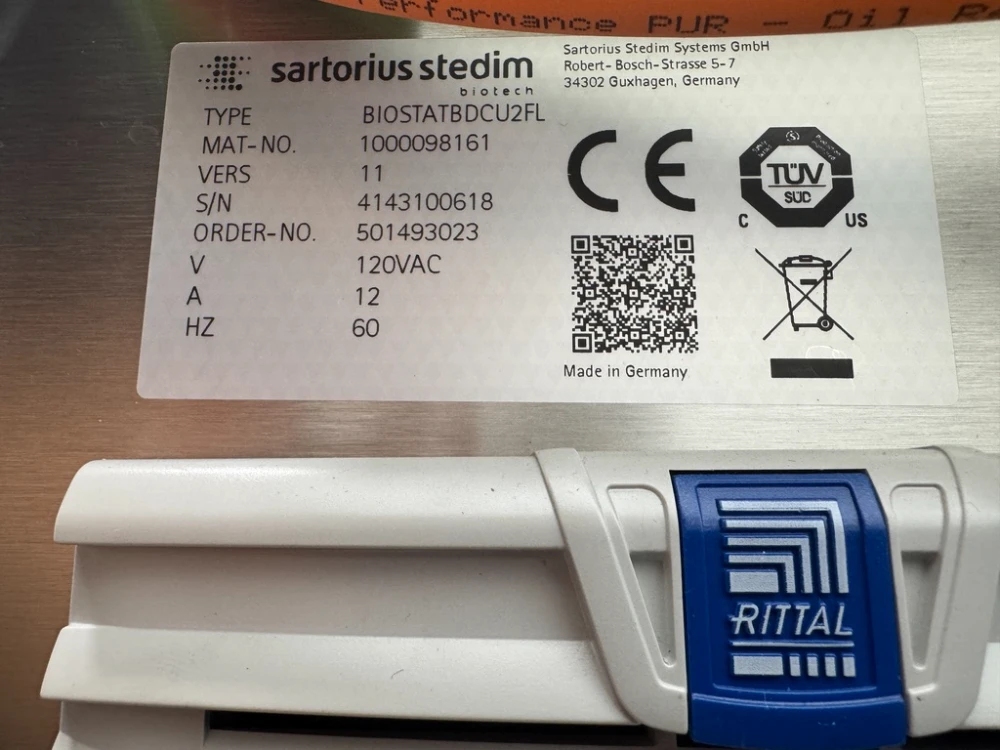 Performance PUR - Oil
sartorius stedim
biotech
Sartorius Stedim Systems GmbH
Robert-Bosch-Strasse 5-7
34302 Guxhagen, Germany
TYPE BIOSTATBDCU2FL
MAT-NO. 1000098161
VERS 11
S/N 4143100618
ORDER-NO. 501493023
V 120VAC
A 12
HZ 60
CE
TÜV
SÜD
C US
Made in Germany
RITTAL